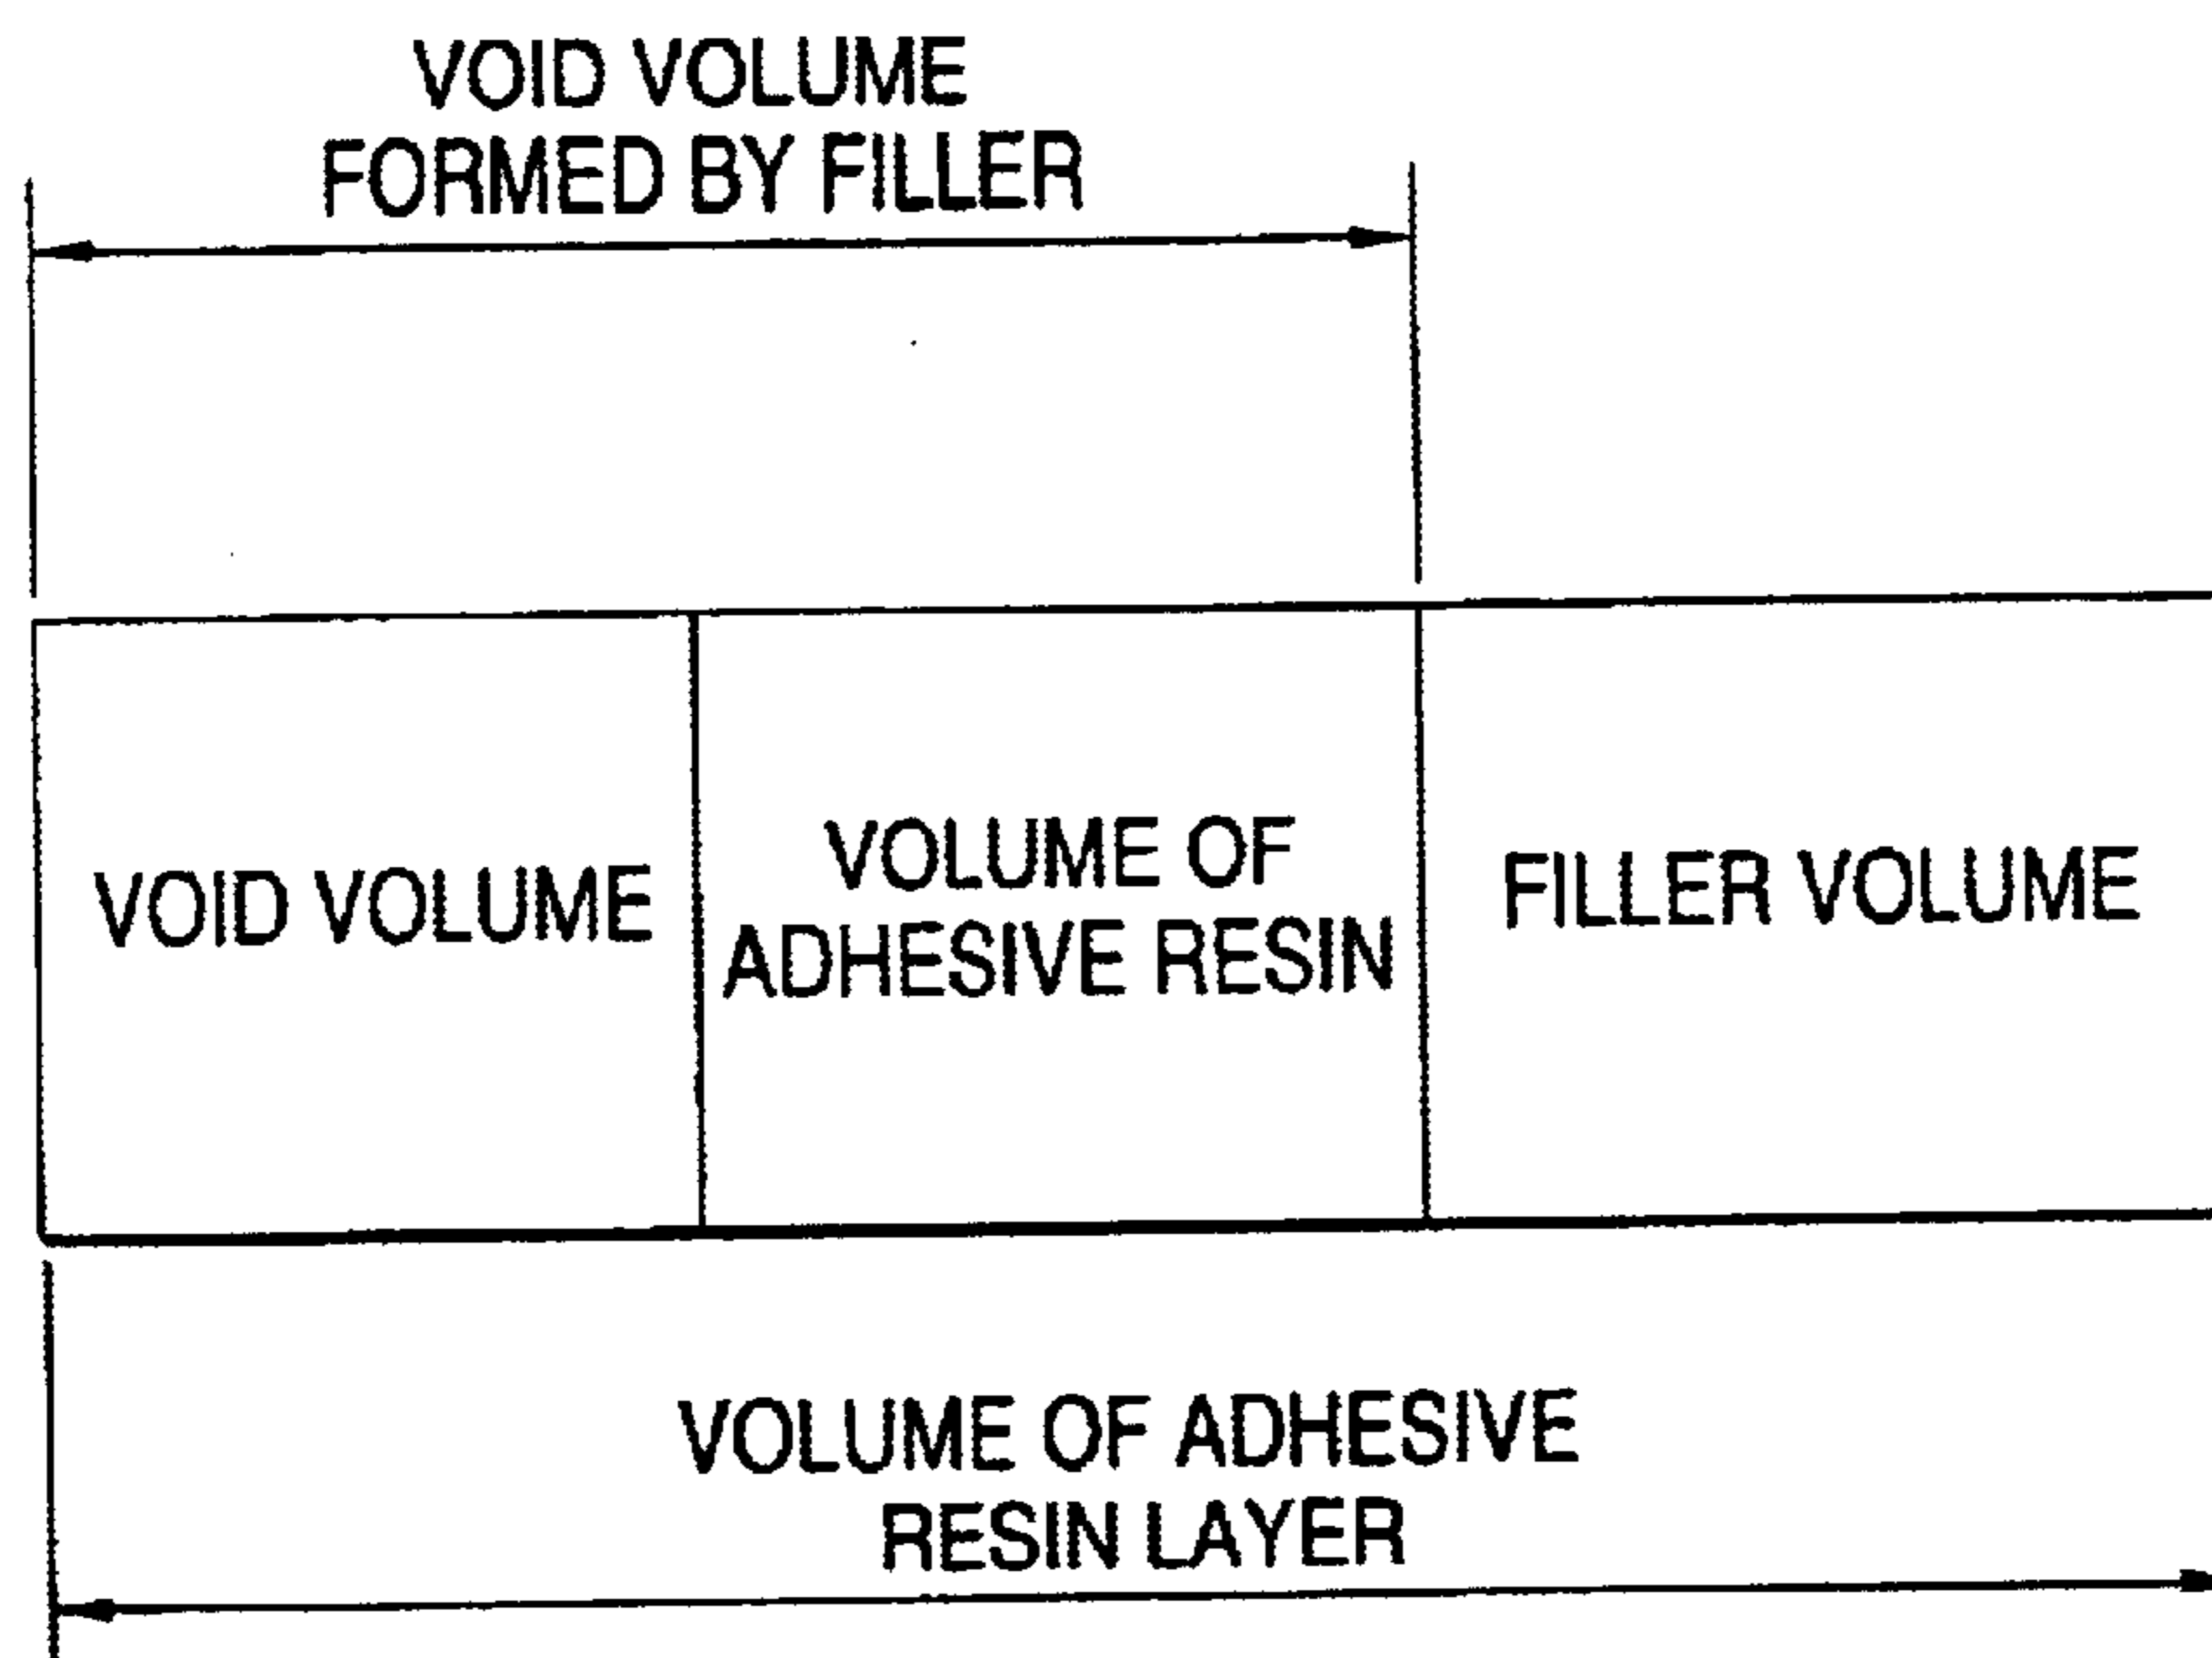 VOID VOLUME
FORMED BY FILLER
VOID VOLUME
VOLUME OF
ADHESIVE RESIN
FILLER VOLUME
VOLUME OF ADHESIVE
RESIN LAYER